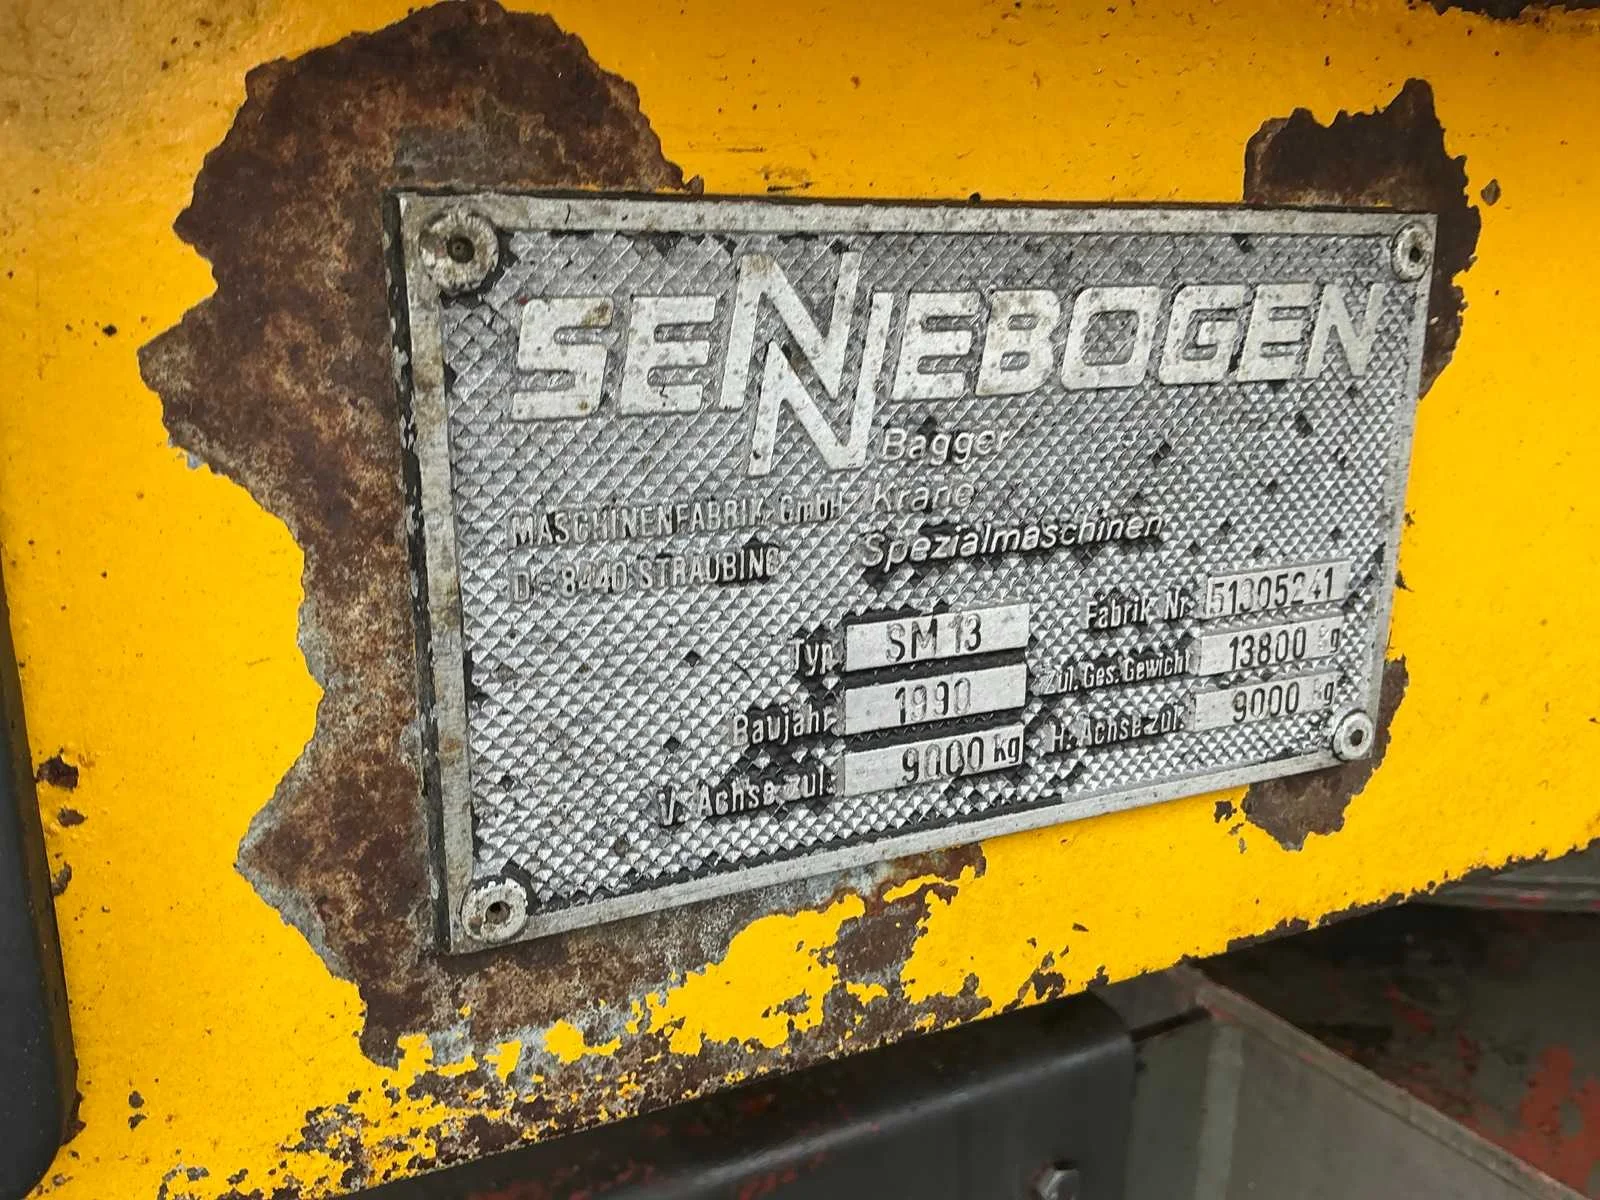 SENNEBOGEN
Bagger
MASCHINENFABRIK GmbH Krane
D-8440 STRAUBING Spezialmaschinen
Typ SM 13 Fabrik Nr. 51305241
Baujahr 1990 Zul. Ges. Gewicht 13800 kg
V. Achse zul. 9000 kg H. Achse zul. 9000 kg